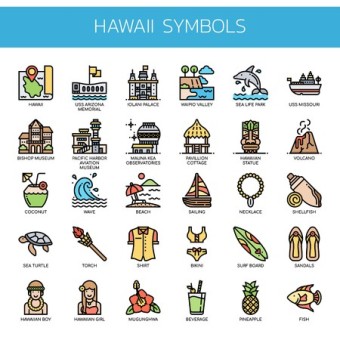 HAWAII SYMBOLS
HAWAII
USS ARIZONA
MEMORIAL
IOLANI PALACE
WAIPIO VALLEY
SEA LIFE PARK
USS MISSOURI
BISHOP MUSEUM
PACIFIC HARBOR
AVIATION
MUSEUM
MAUNA KEA
OBSERVATORIES
PAVILLION
COTTAGE
HAWAIIAN
STATUE
VOLCANO
COCONUT
WAVE
BEACH
SAILING
NECKLACE
SHELLFISH
SEA TURTLE
TORCH
SHIRT
BIKINI
SURF BOARD
SANDALS
HAWAIIAN BOY
HAWAIIAN GIRL
MUGUNGHWA
BEVERAGE
PINEAPPLE
FISH